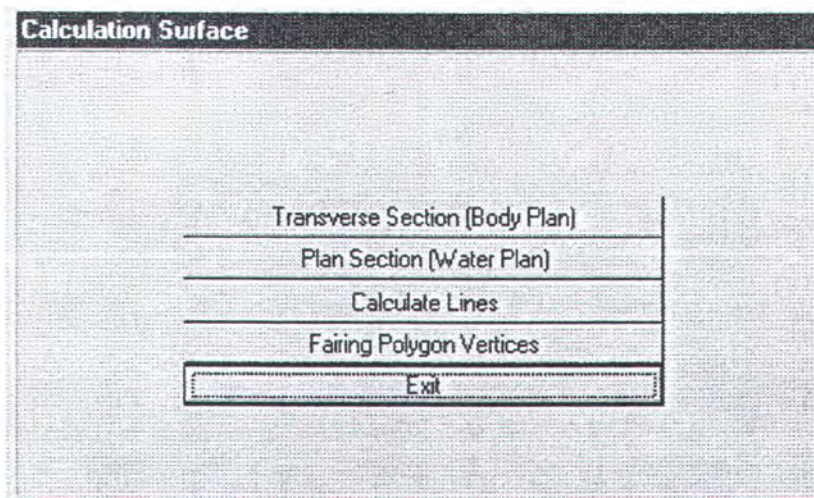 Calculation Surface
Transverse Section (Body Plan)
Plan Section (Water Plan)
Calculate Lines
Fairing Polygon Vertices
Exit